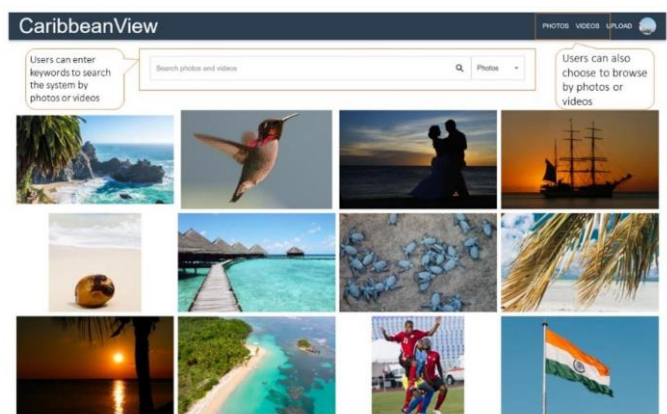 CaribbeanView
PHOTOS VIDEOS UPLOAD
Users can enter
keywords to search
the system by
photos or videos
Search photos and videos
Photos
Users can also
choose to browse
by photos or
videos